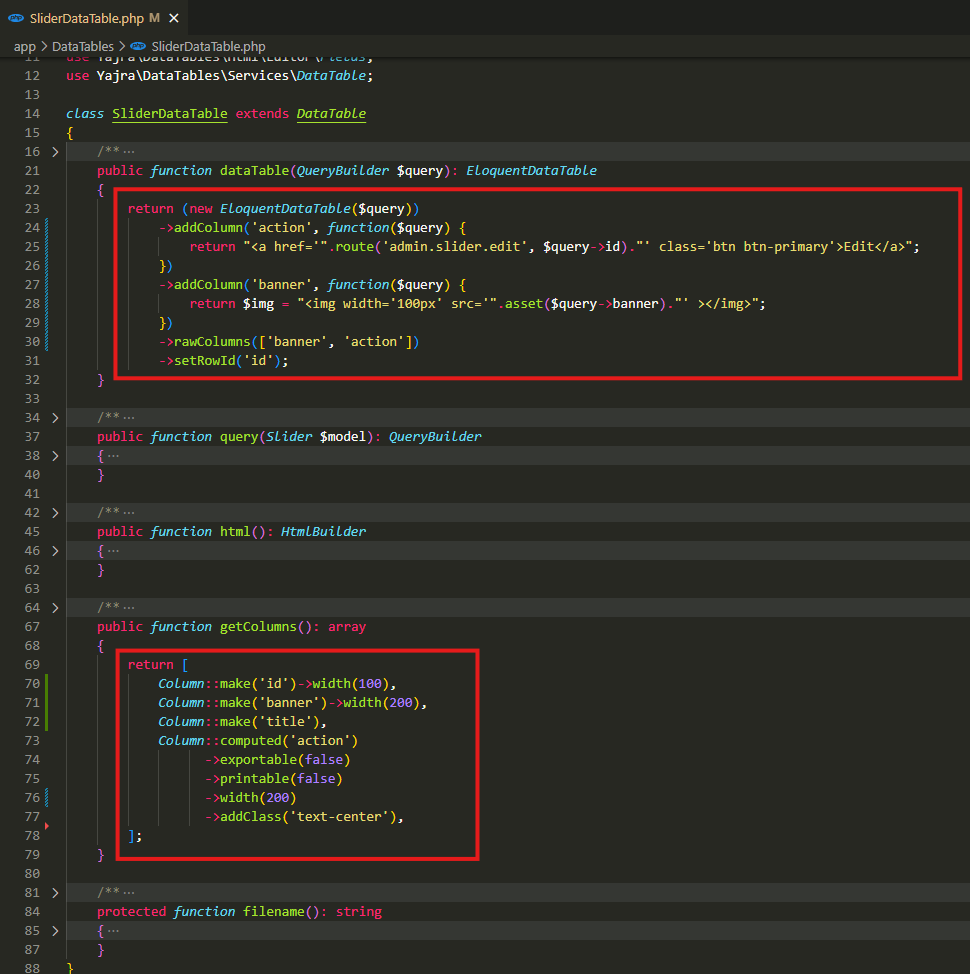 SliderDataTable.php M
app > DataTables > SliderDataTable.php
11 use Yajra\DataTables\Html\Editor\Fields;
12 use Yajra\DataTables\Services\DataTable;
13
14 class SliderDataTable extends DataTable
15 {
16 /** ···
21 public function dataTable(QueryBuilder $query): EloquentDataTable
22 {
23 return (new EloquentDataTable($query))
24 ->addColumn('action', function($query) {
25 return "<a href='".route('admin.slider.edit', $query->id)."' class='btn btn-primary'>Edit</a>";
26 })
27 ->addColumn('banner', function($query) {
28 return $img = "<img width='100px' src='".asset($query->banner)."' ></img>";
29 })
30 ->rawColumns(['banner', 'action'])
31 ->setRowId('id');
32 }
33
34 /** ···
37 public function query(Slider $model): QueryBuilder
38 { ···
40 }
41
42 /** ···
45 public function html(): HtmlBuilder
46 { ···
62 }
63
64 /** ···
67 public function getColumns(): array
68 {
69 return [
70 Column::make('id')->width(100),
71 Column::make('banner')->width(200),
72 Column::make('title'),
73 Column::computed('action')
74 ->exportable(false)
75 ->printable(false)
76 ->width(200)
77 ->addClass('text-center'),
78 ];
79 }
80
81 /** ···
84 protected function filename(): string
85 { ···
87 }
88 }